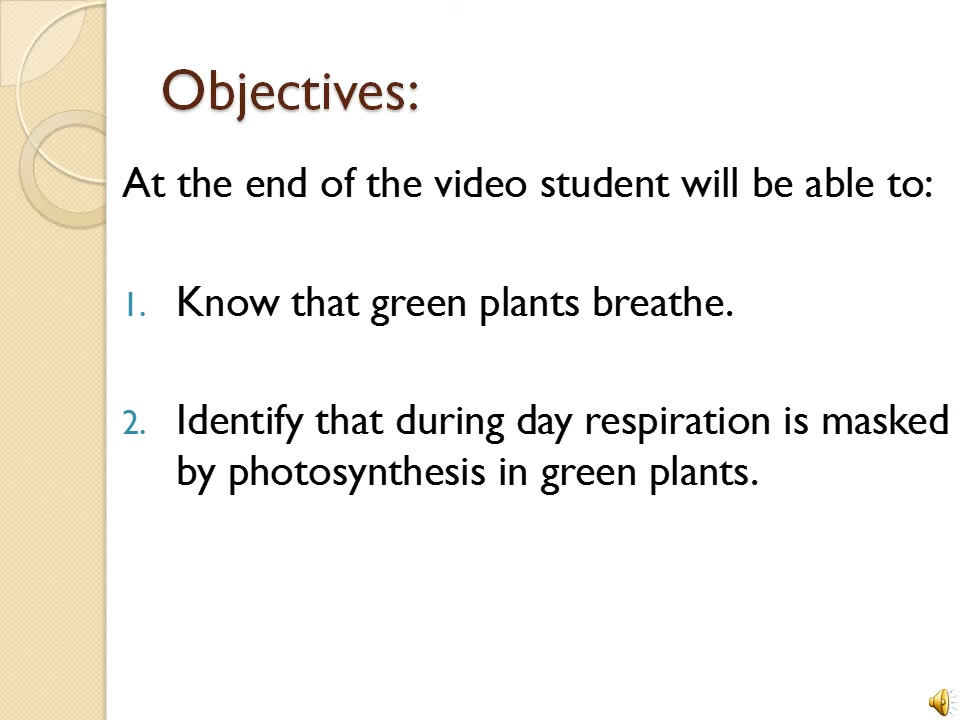 Objectives:
At the end of the video student will be able to:
1. Know that green plants breathe.
2. Identify that during day respiration is masked
by photosynthesis in green plants.